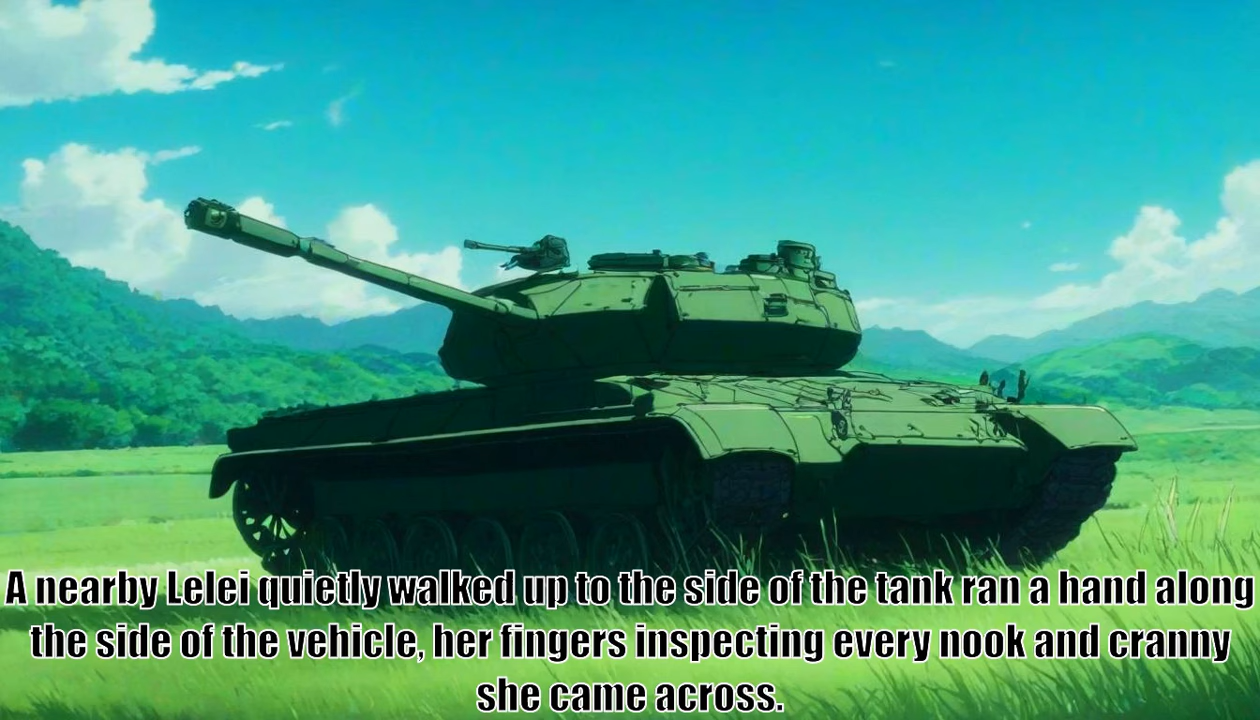 A nearby Lelei quietly walked up to the side of the tank ran a hand along
the side of the vehicle, her fingers inspecting every nook and cranny
she came across.